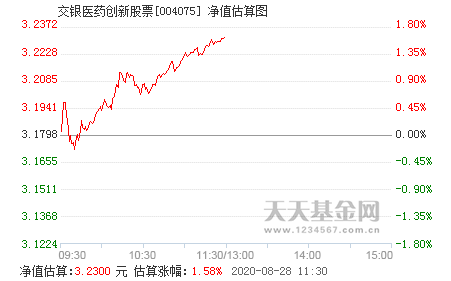 交银医药创新股票[004075] 净值估算图
3.2372 1.80%
3.2228 1.35%
3.2085 0.90%
3.1941 0.45%
3.1798 0.00%
3.1655 -0.45%
3.1511 -0.90%
3.1368 -1.35%
3.1224 -1.80%
天天基金网
www.1234567.com.cn
09:30 10:30 11:30/13:00 14:00 15:00
净值估算:3.2300 元 估算涨幅: 1.58% 2020-08-28 11:30